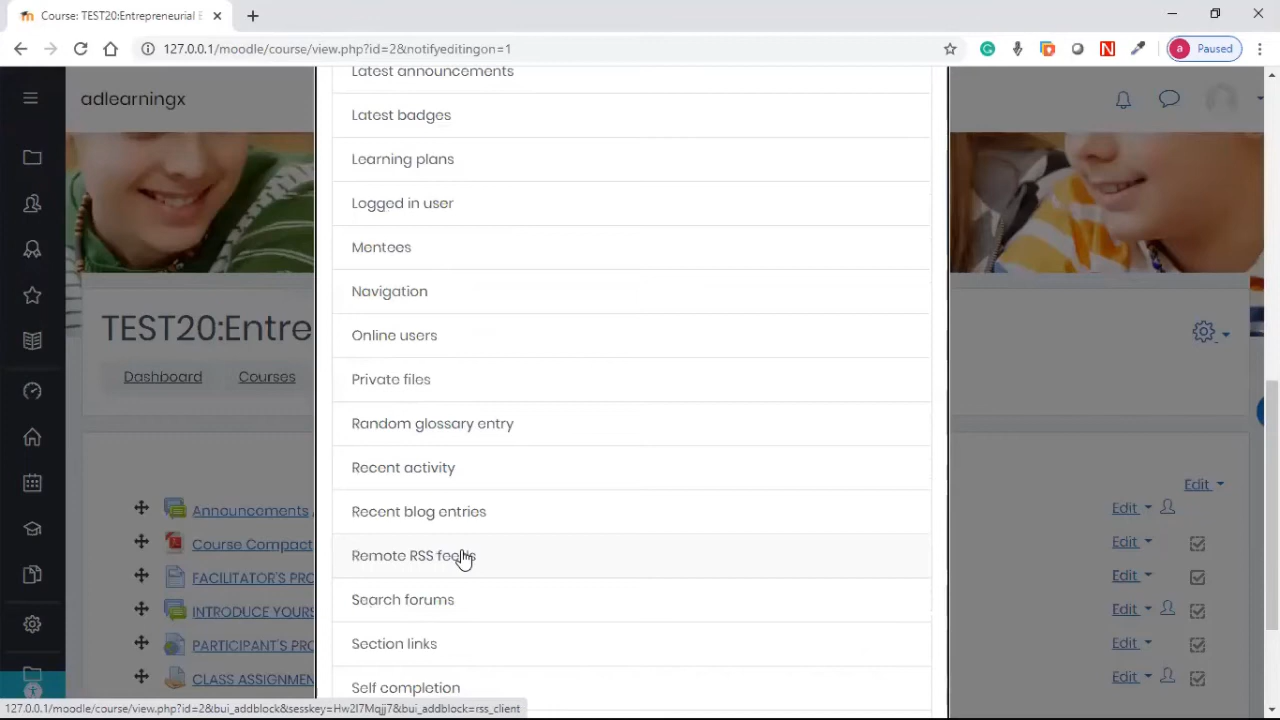 Course: TEST20:Entrepreneurial E
127.0.0.1/moodle/course/view.php?id=2&notifyeditingon=1
a Paused
adlearningx
Latest announcements
Latest badges
Learning plans
Logged in user
Mentees
Navigation
Online users
Private files
Random glossary entry
Recent activity
Recent blog entries
Remote RSS feeds
Search forums
Section links
Self completion
TEST20:Entre
Dashboard
Courses
Edit
Announcements
Edit
Course Compact
Edit
FACILITATOR'S PRO
Edit
INTRODUCE YOURS
Edit
PARTICIPANT'S PRO
Edit
CLASS ASSIGNMEN
Edit
127.0.0.1/moodle/course/view.php?id=2&bui_addblock&sesskey=Hw2I7Mqjj7&bui_addblock=rss_client